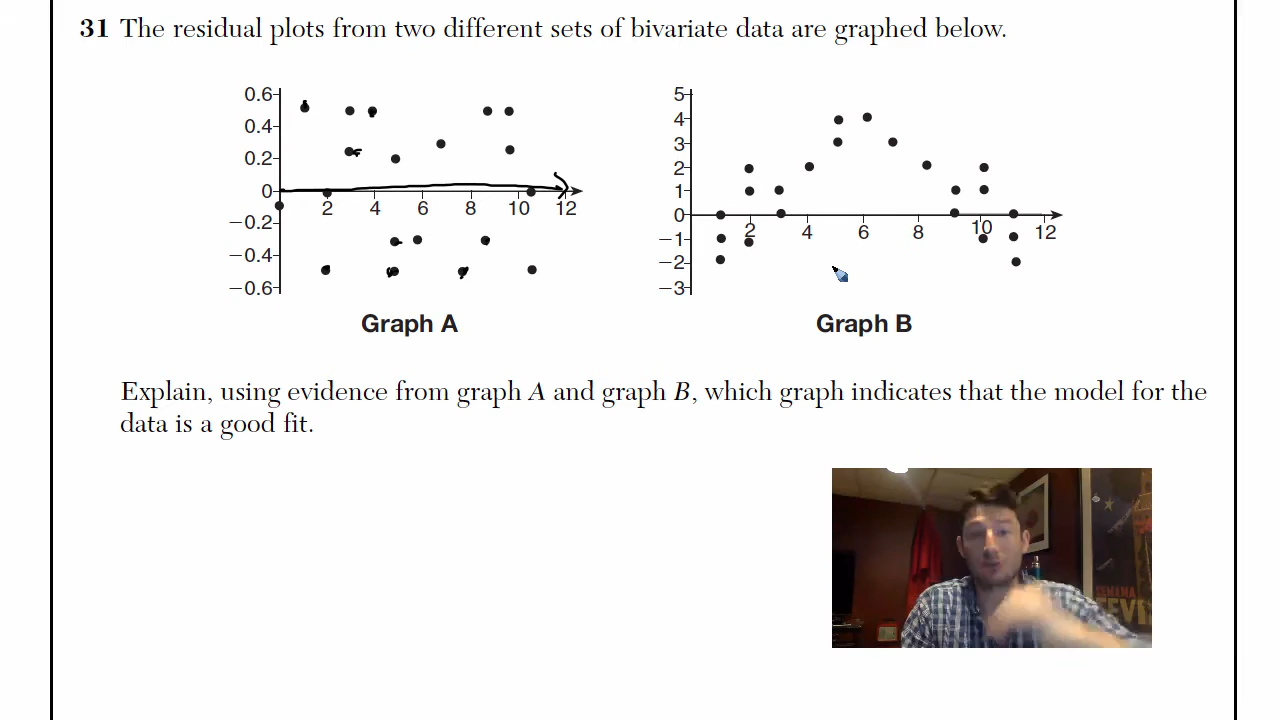 31 The residual plots from two different sets of bivariate data are graphed below.
0.6
0.4
0.2
0
−0.2
−0.4
−0.6
2 4 6 8 10 12
Graph A
5
4
3
2
1
0
−1
−2
−3
2 4 6 8 10 12
Graph B
Explain, using evidence from graph A and graph B, which graph indicates that the model for the
data is a good fit.